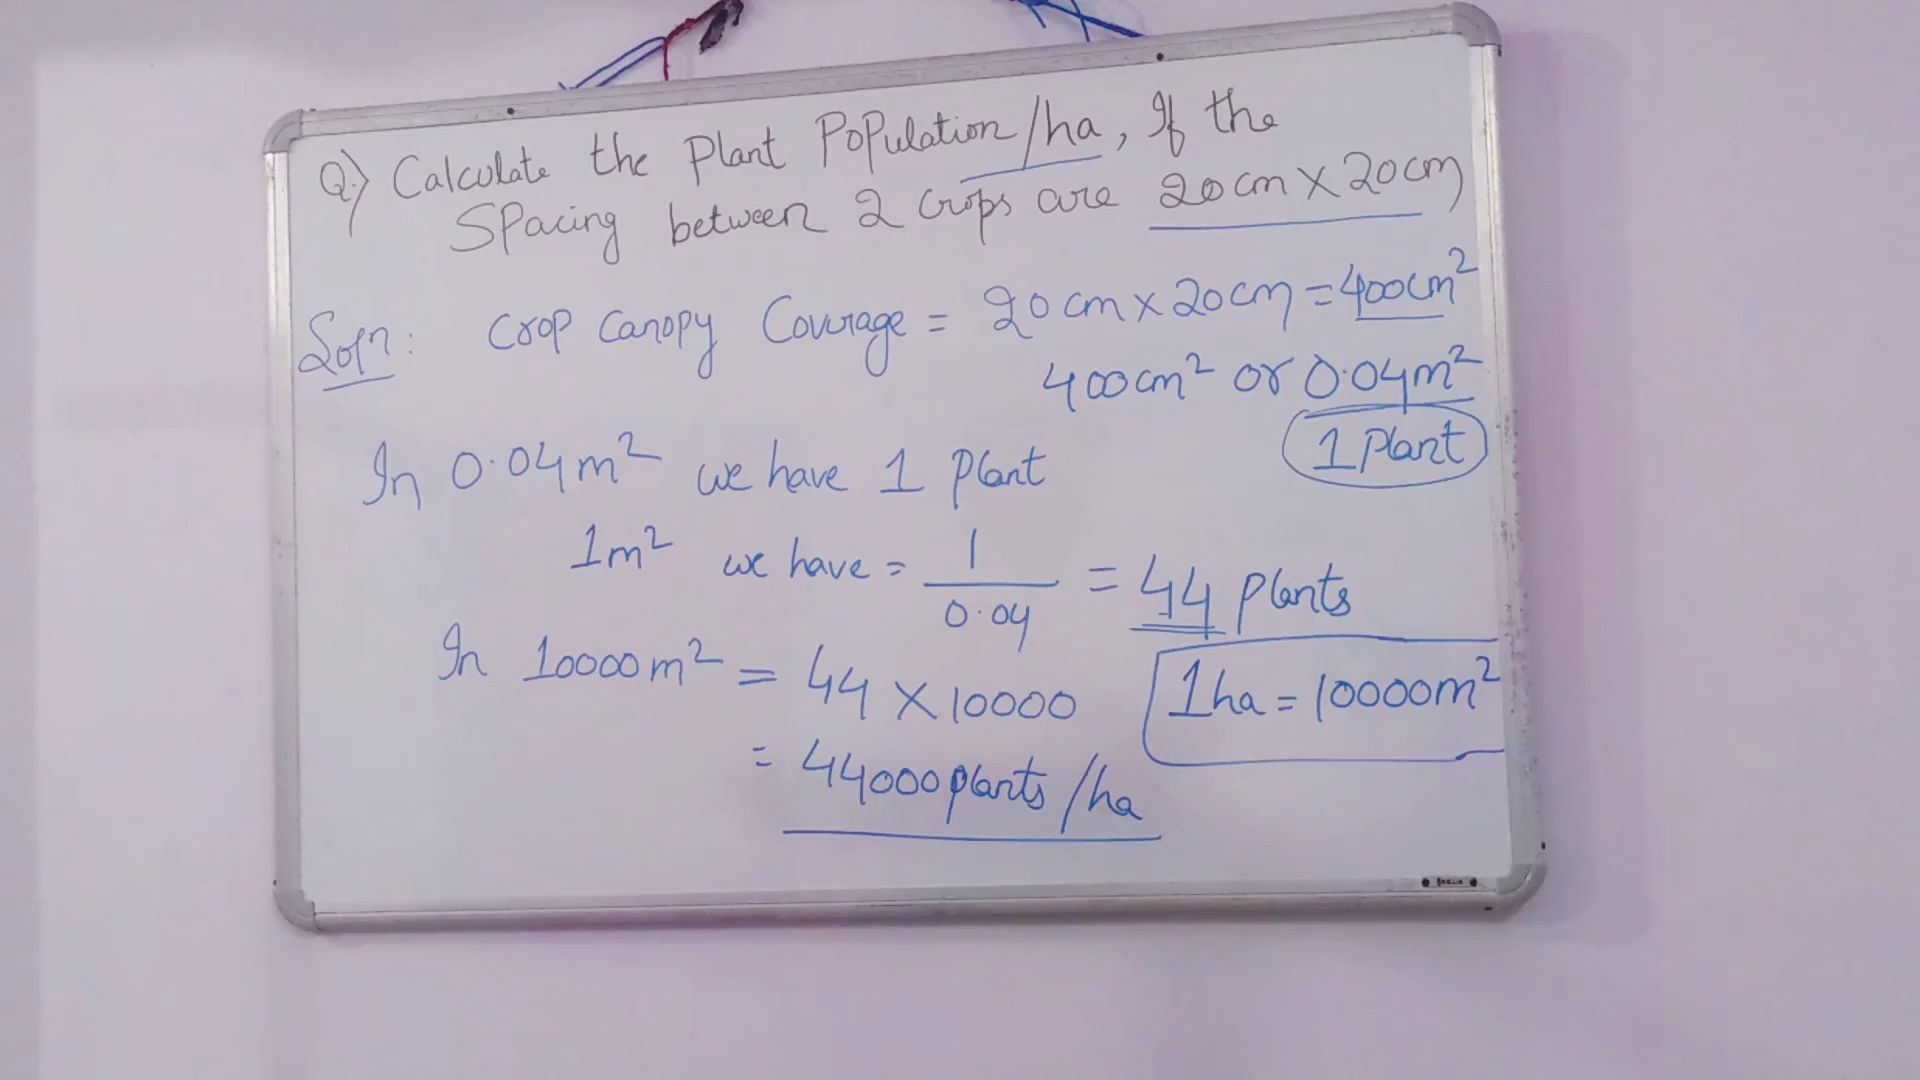 Q.) Calculate the Plant Population/ha, If the
Spacing between 2 crops are 20cm X 20cm
Soln: Crop Canopy Coverage = 20cm X 20cm = 400cm²
400cm² or 0.04m²
1 Plant
In 0.04m² we have 1 Plant
1m² we have = 1/0.04 = 44 Plants
In 10000m² = 44 X 10000
1ha = 10000m²
= 44000 plants/ha